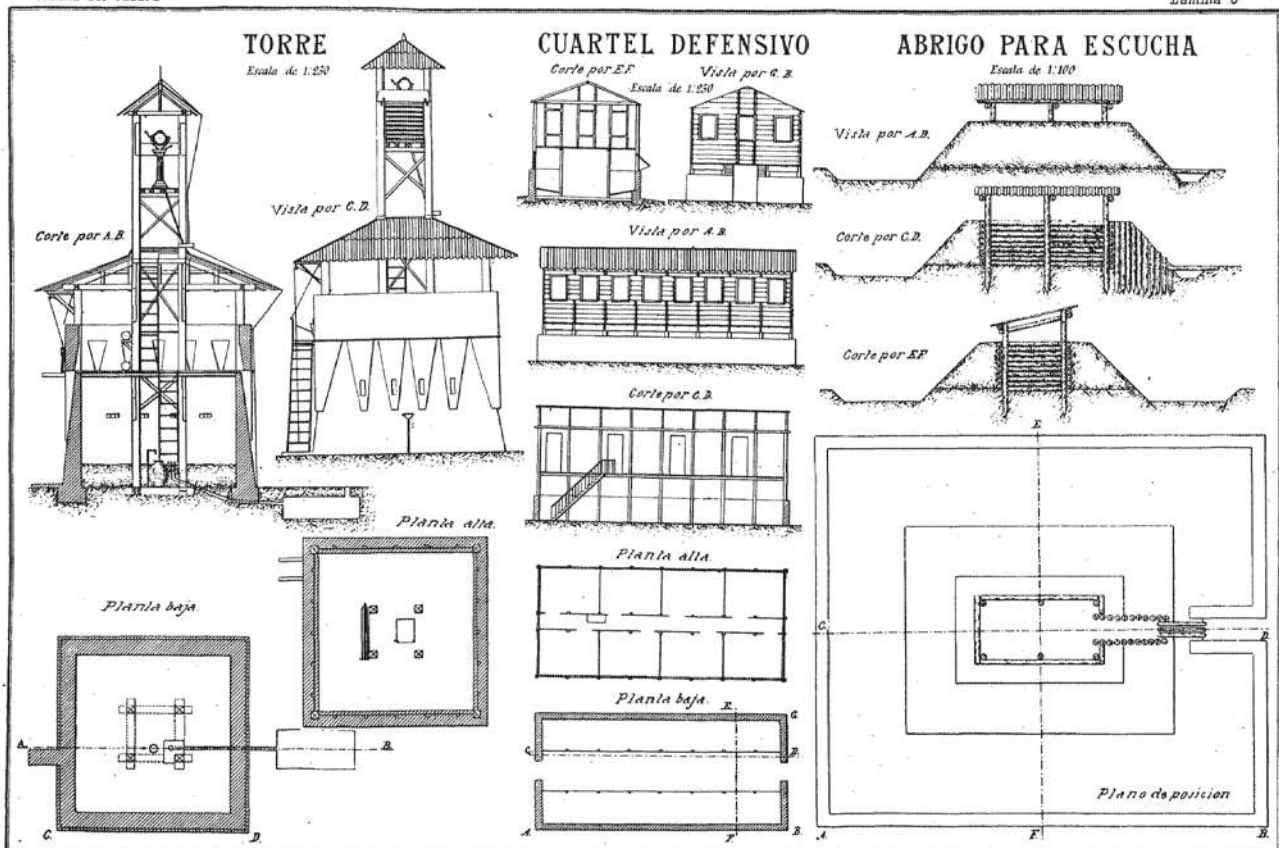 TORRE
Escala de 1:250
Corte por A.B.
Vista por C.D.
Planta alta.
Planta baja.
A.
B.
C.
D.
CUARTEL DEFENSIVO
Corte por E.F.
Vista por C.B.
Escala de 1:250
Vista por A.B.
Corte por C.D.
Planta alla.
Planta baja.
E.
G.
C.
D.
A.
B.
F.
ABRIGO PARA ESCUCHA
Escala de 1:100
Vista por A.B.
Corte por C.D.
Corte por E.F.
E
C.
D.
Plano de posicion
A.
F.
B.